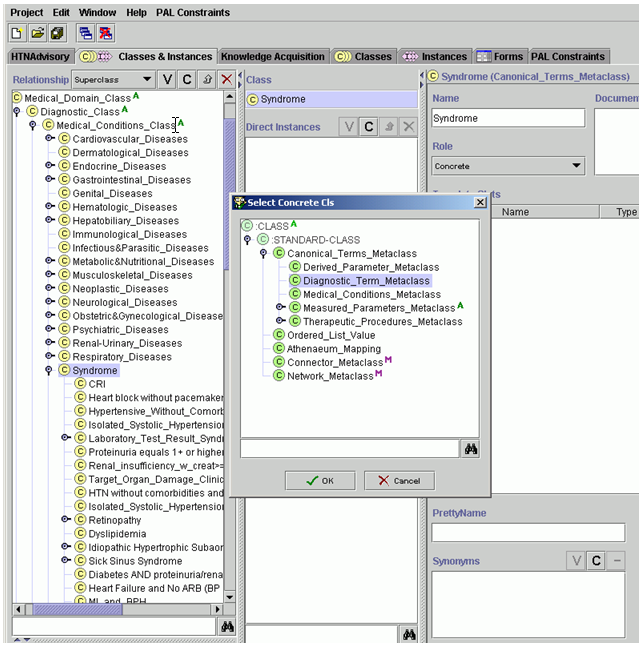 Project Edit Window Help PAL Constraints
HTNAdvisory Classes & Instances Knowledge Acquisition Classes Instances Forms PAL Constraints
Relationship Superclass V C
Medical_Domain_Class A
Diagnostic_Class A
Medical_Conditions_Class A
Cardiovascular_Diseases
Dermatological_Diseases
Endocrine_Diseases
Gastrointestinal_Diseases
Genital_Diseases
Hematologic_Diseases
Hepatobiliary_Diseases
Immunological_Diseases
Infectious&Parasitic_Diseases
Metabolic&Nutritional_Diseases
Musculoskeletal_Diseases
Neoplastic_Diseases
Neurological_Diseases
Obstetric&Gynecological_Disease
Psychiatric_Diseases
Renal-Urinary_Diseases
Respiratory_Diseases
Syndrome
CRI
Heart block without pacemaker
Hypertensive_Without_Comorb
Isolated_Systolic_Hypertension
Laboratory_Test_Result_Syndr
Proteinuria equals 1+ or higher
Renal_insufficiency_w_creat>=
Target_Organ_Damage_Clinic
HTN without comorbidities and
Isolated_Systolic_Hypertension
Retinopathy
Dyslipidemia
Idiopathic Hypertrophic Subaor
Sick Sinus Syndrome
Diabetes AND proteinuria/rena
Heart Failure and No ARB (BP
MI and BPH
Class
Syndrome
Direct Instances V C
Syndrome (Canonical_Terms_Metaclass)
Name Documen
Syndrome
Role
Concrete
Name Type
PrettyName
Synonyms V C
Select Concrete Cls
:CLASS A
:STANDARD-CLASS
Canonical_Terms_Metaclass
Derived_Parameter_Metaclass
Diagnostic_Term_Metaclass
Medical_Conditions_Metaclass
Measured_Parameters_Metaclass A
Therapeutic_Procedures_Metaclass
Ordered_List_Value
Athenaeum_Mapping
Connector_Metaclass M
Network_Metaclass M
OK Cancel